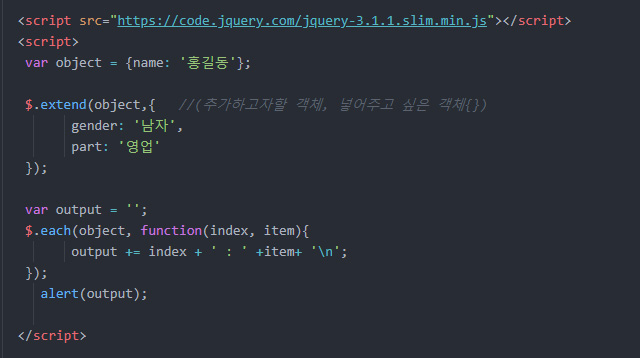 <script src="https://code.jquery.com/jquery-3.1.1.slim.min.js"></script>
<script>
var object = {name: '홍길동'};
$.extend(object,{ //(추가하고자할 객체, 넣어주고 싶은 객체{})
gender: '남자',
part: '영업'
});
var output = '';
$.each(object, function(index, item){
output += index + ' : ' +item+ '\n';
});
alert(output);
</script>